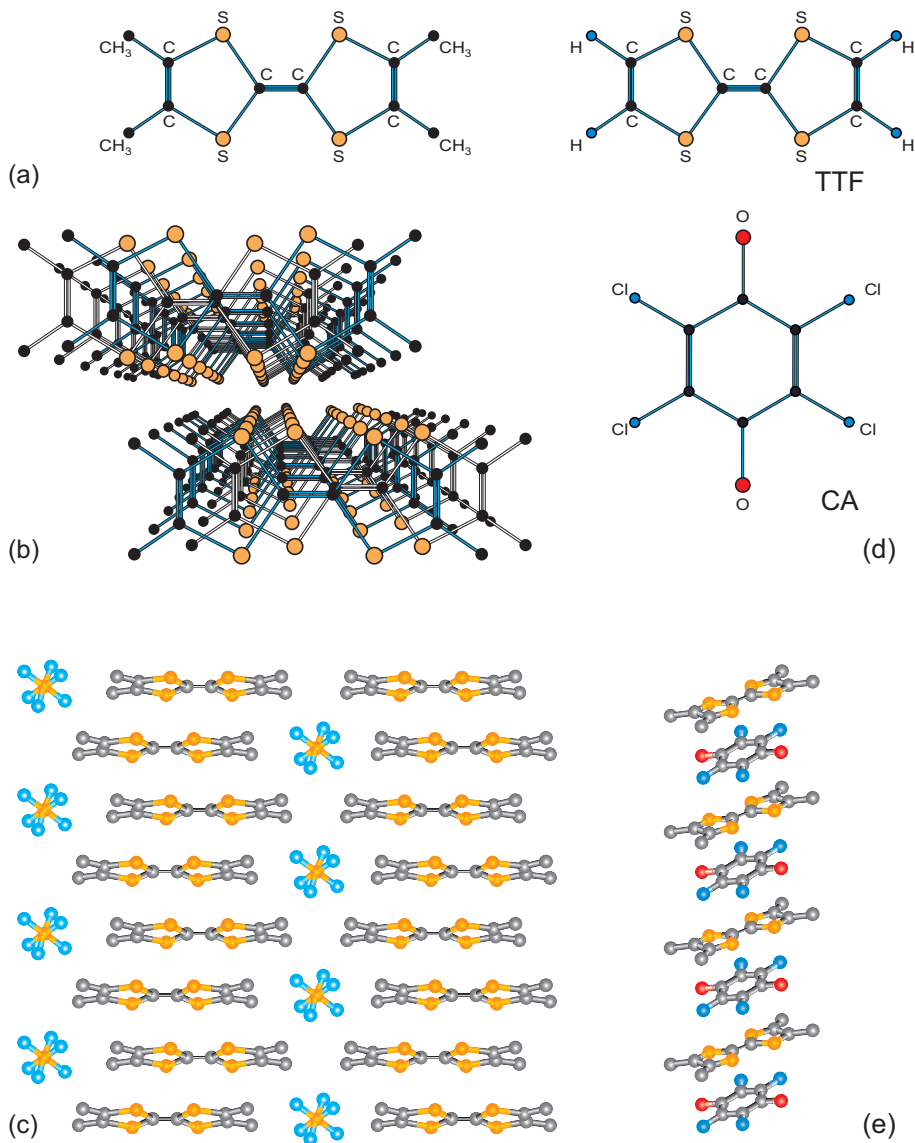 S S
CH3 C C CH3
C C
CH3 C C CH3
S S
(a)
S S
H C C H
C C
H C C H
S S
TTF
O
Cl Cl
Cl Cl
O
CA
(b)
(d)
(c)
(e)